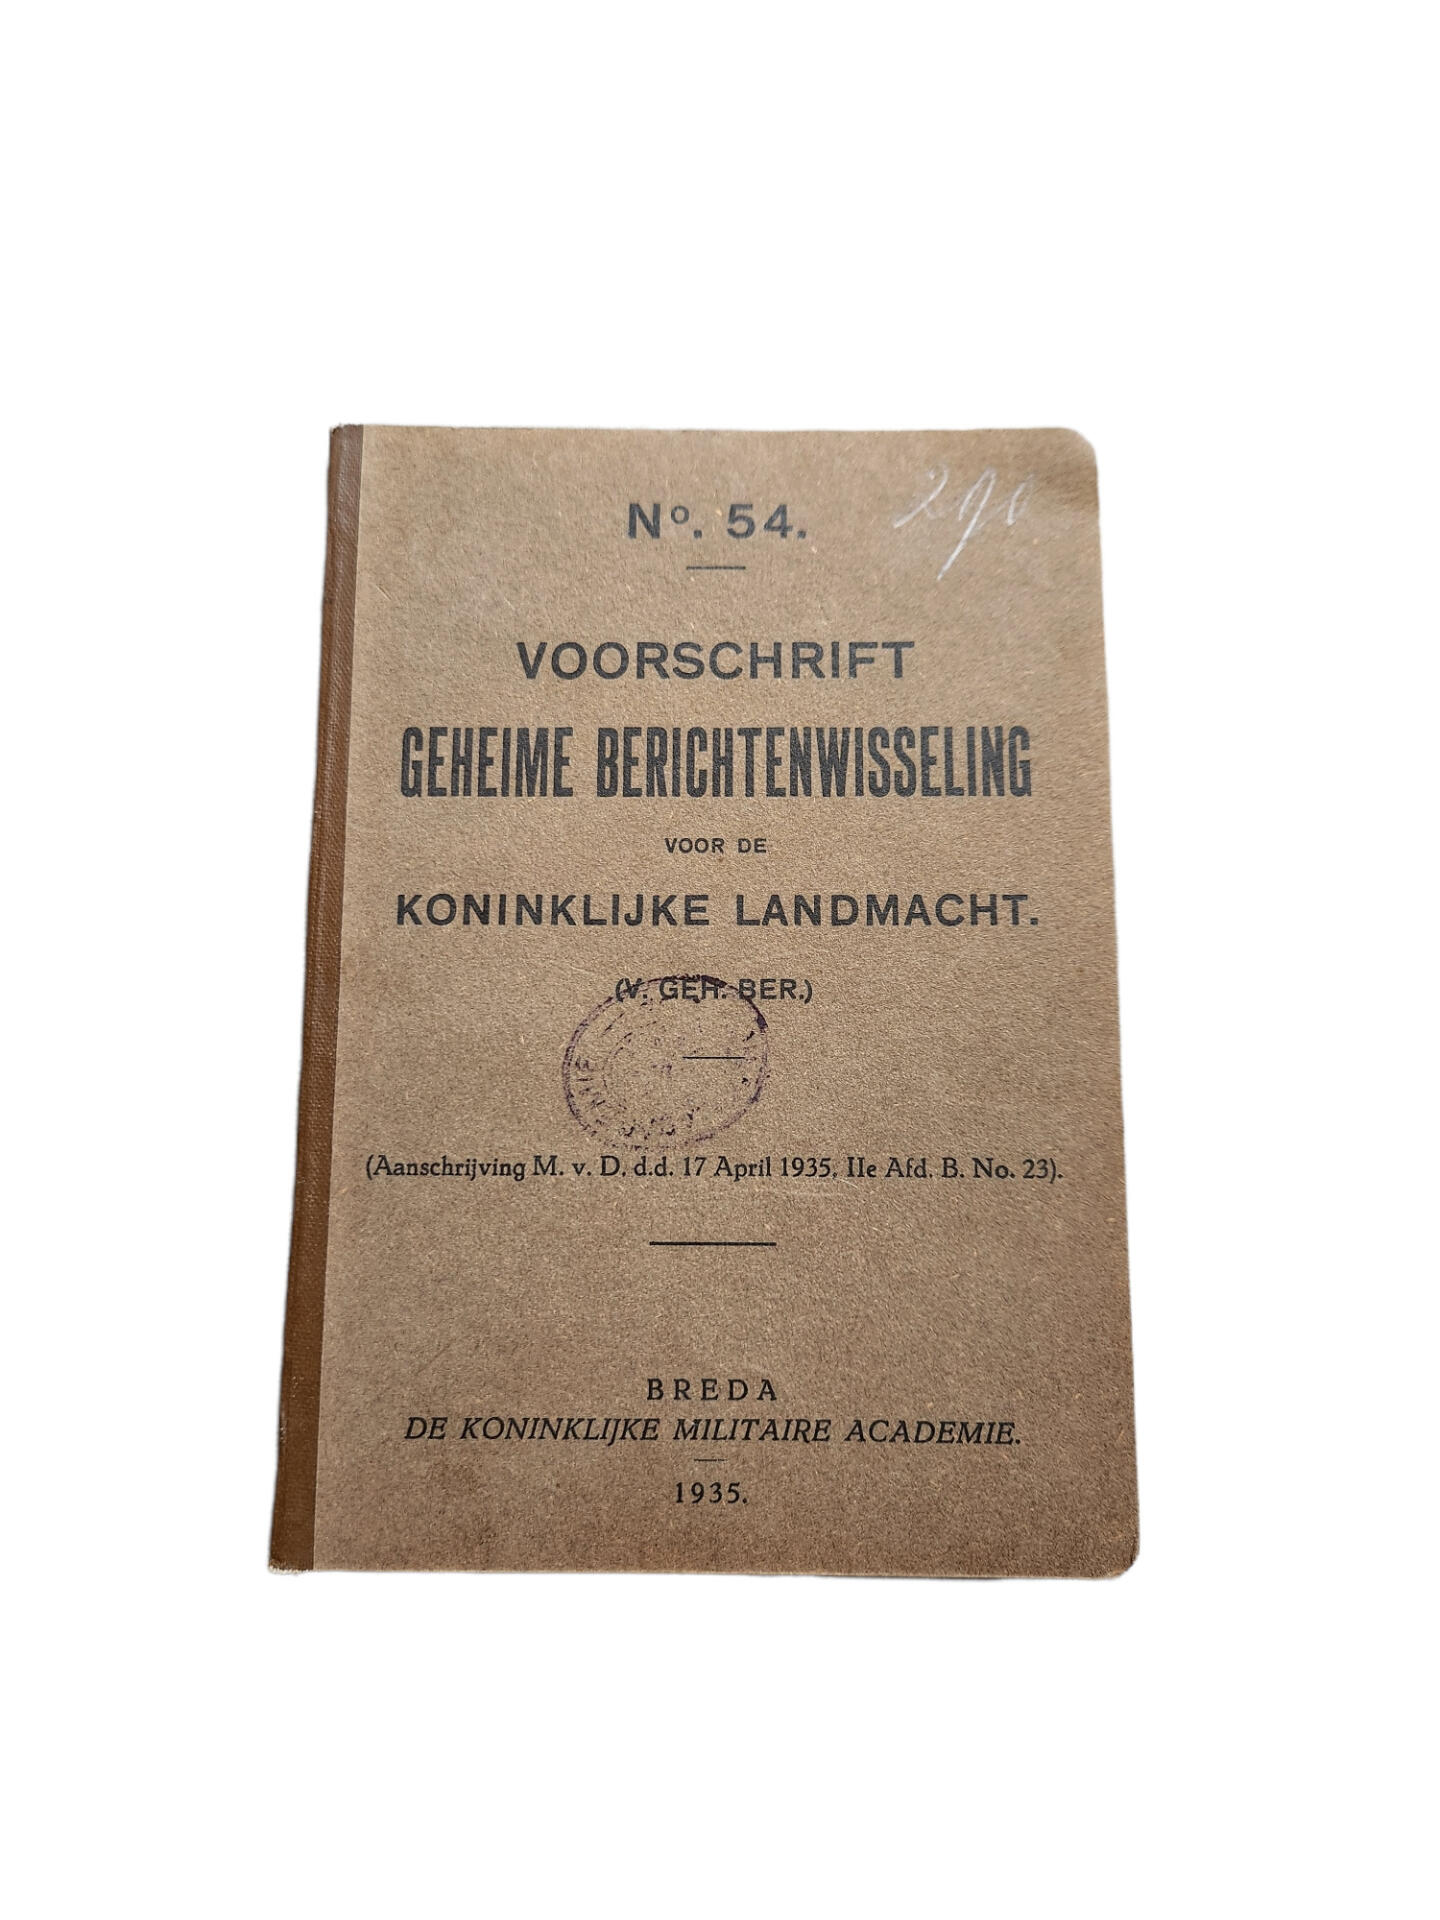 Nº. 54.
VOORSCHRIFT
GEHEIME BERICHTENWISSELING
VOOR DE
KONINKLIJKE LANDMACHT.
(V. GEH. BER.)
(Aanschrijving M. v. D. d.d. 17 April 1935, IIe Afd. B. No. 23).
BREDA
DE KONINKLIJKE MILITAIRE ACADEMIE.
1935.